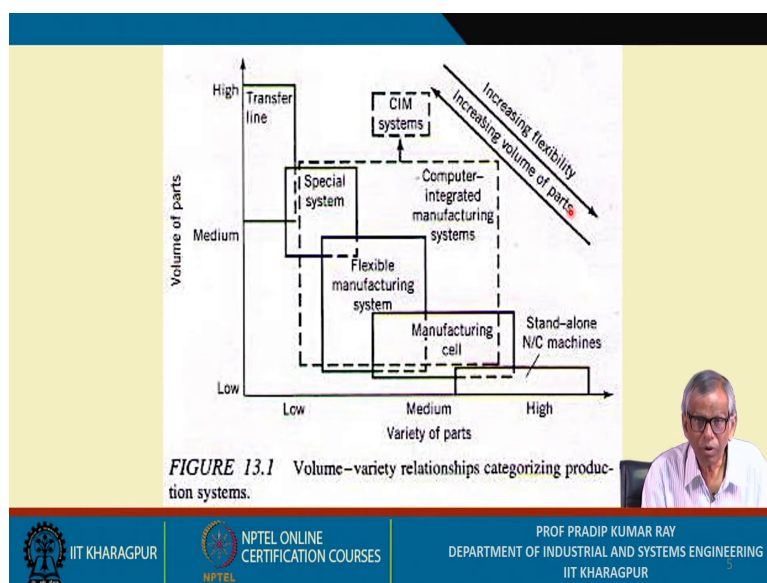 High
Transfer
line
CIM
systems
Increasing flexibility
Increasing volume of parts
Special
system
Computer–
integrated
manufacturing
systems
Volume of parts
Medium
Flexible
manufacturing
system
Manufacturing
cell
Stand–alone
N/C machines
Low
Low
Medium
High
Variety of parts
FIGURE 13.1 Volume–variety relationships categorizing produc-
tion systems.
IIT KHARAGPUR
NPTEL
NPTEL ONLINE
CERTIFICATION COURSES
PROF PRADIP KUMAR RAY
DEPARTMENT OF INDUSTRIAL AND SYSTEMS ENGINEERING
IIT KHARAGPUR
5